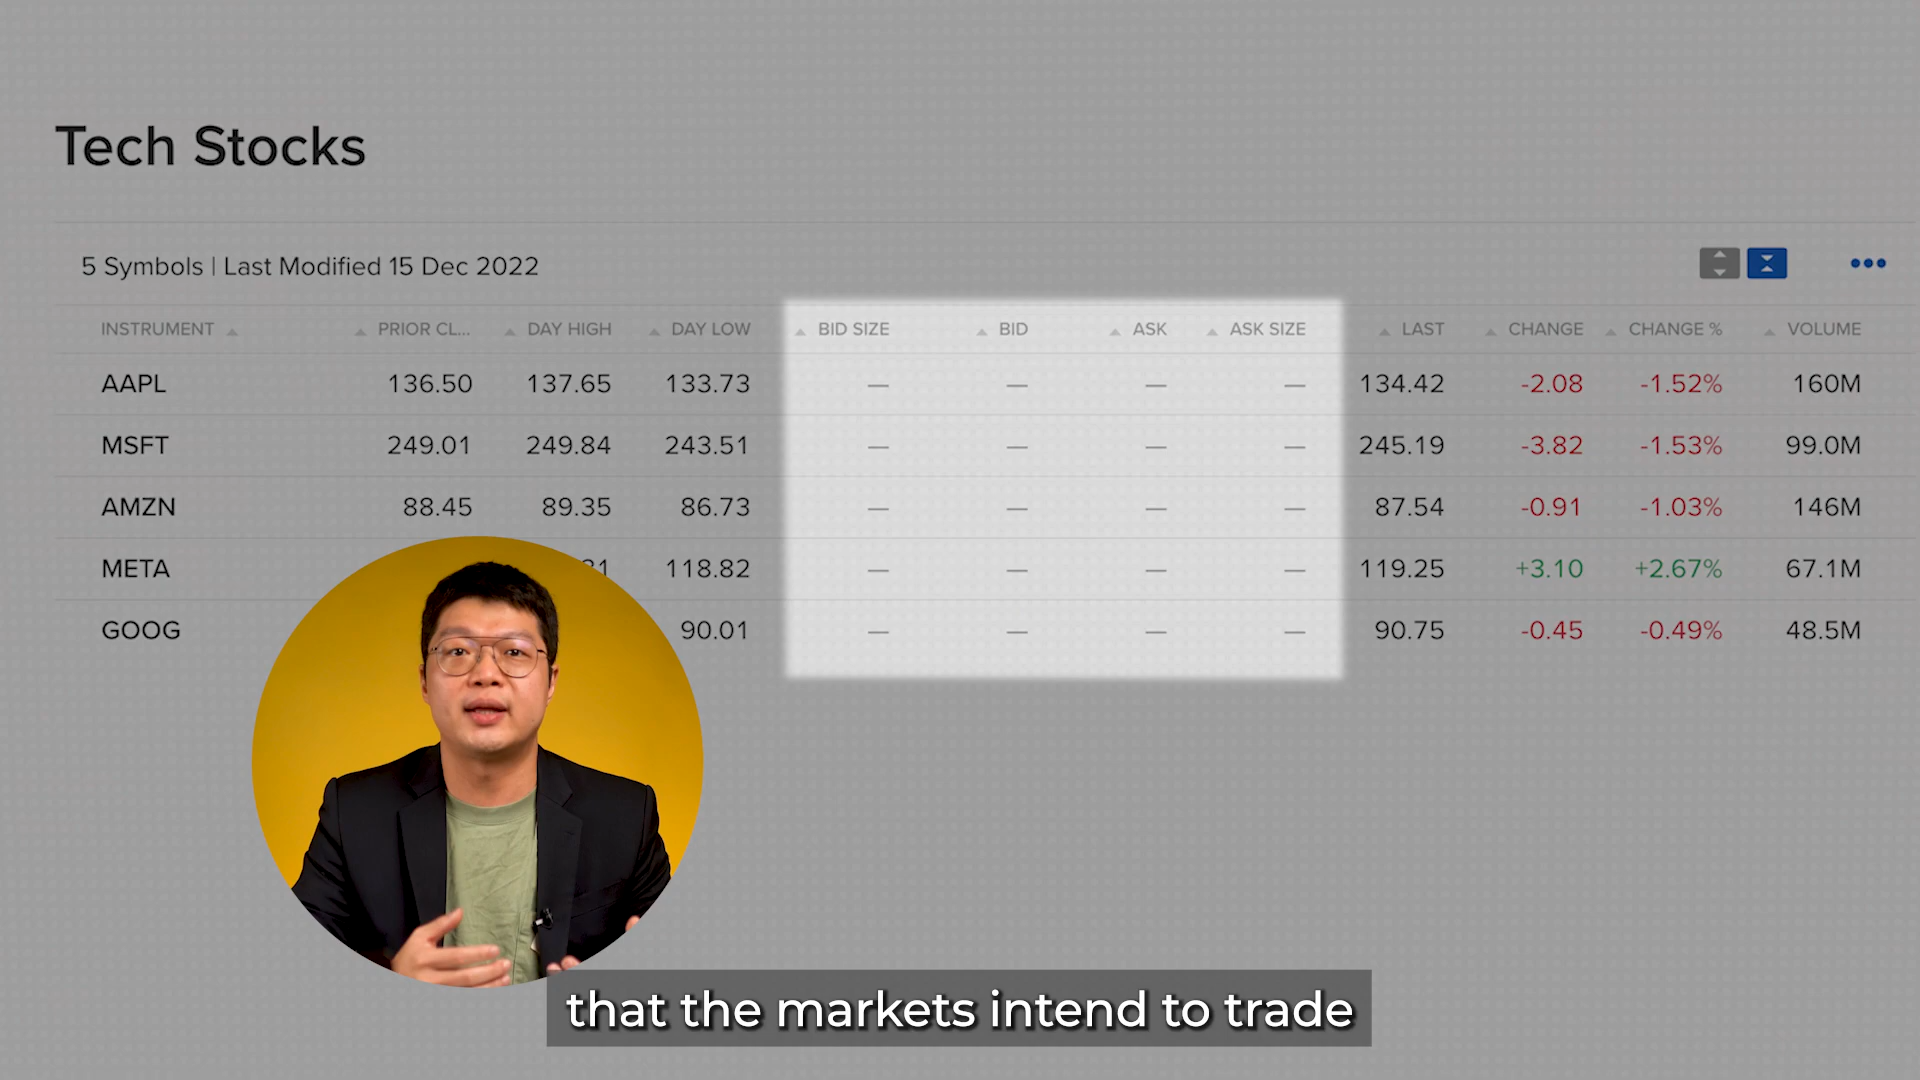 Tech Stocks
5 Symbols | Last Modified 15 Dec 2022
INSTRUMENT PRIOR CL... DAY HIGH DAY LOW BID SIZE BID ASK ASK SIZE LAST CHANGE CHANGE % VOLUME
AAPL 136.50 137.65 133.73 — — — — 134.42 -2.08 -1.52% 160M
MSFT 249.01 249.84 243.51 — — — — 245.19 -3.82 -1.53% 99.0M
AMZN 88.45 89.35 86.73 — — — — 87.54 -0.91 -1.03% 146M
META 118.82 — — — — 119.25 +3.10 +2.67% 67.1M
GOOG 90.01 — — — — 90.75 -0.45 -0.49% 48.5M
that the markets intend to trade